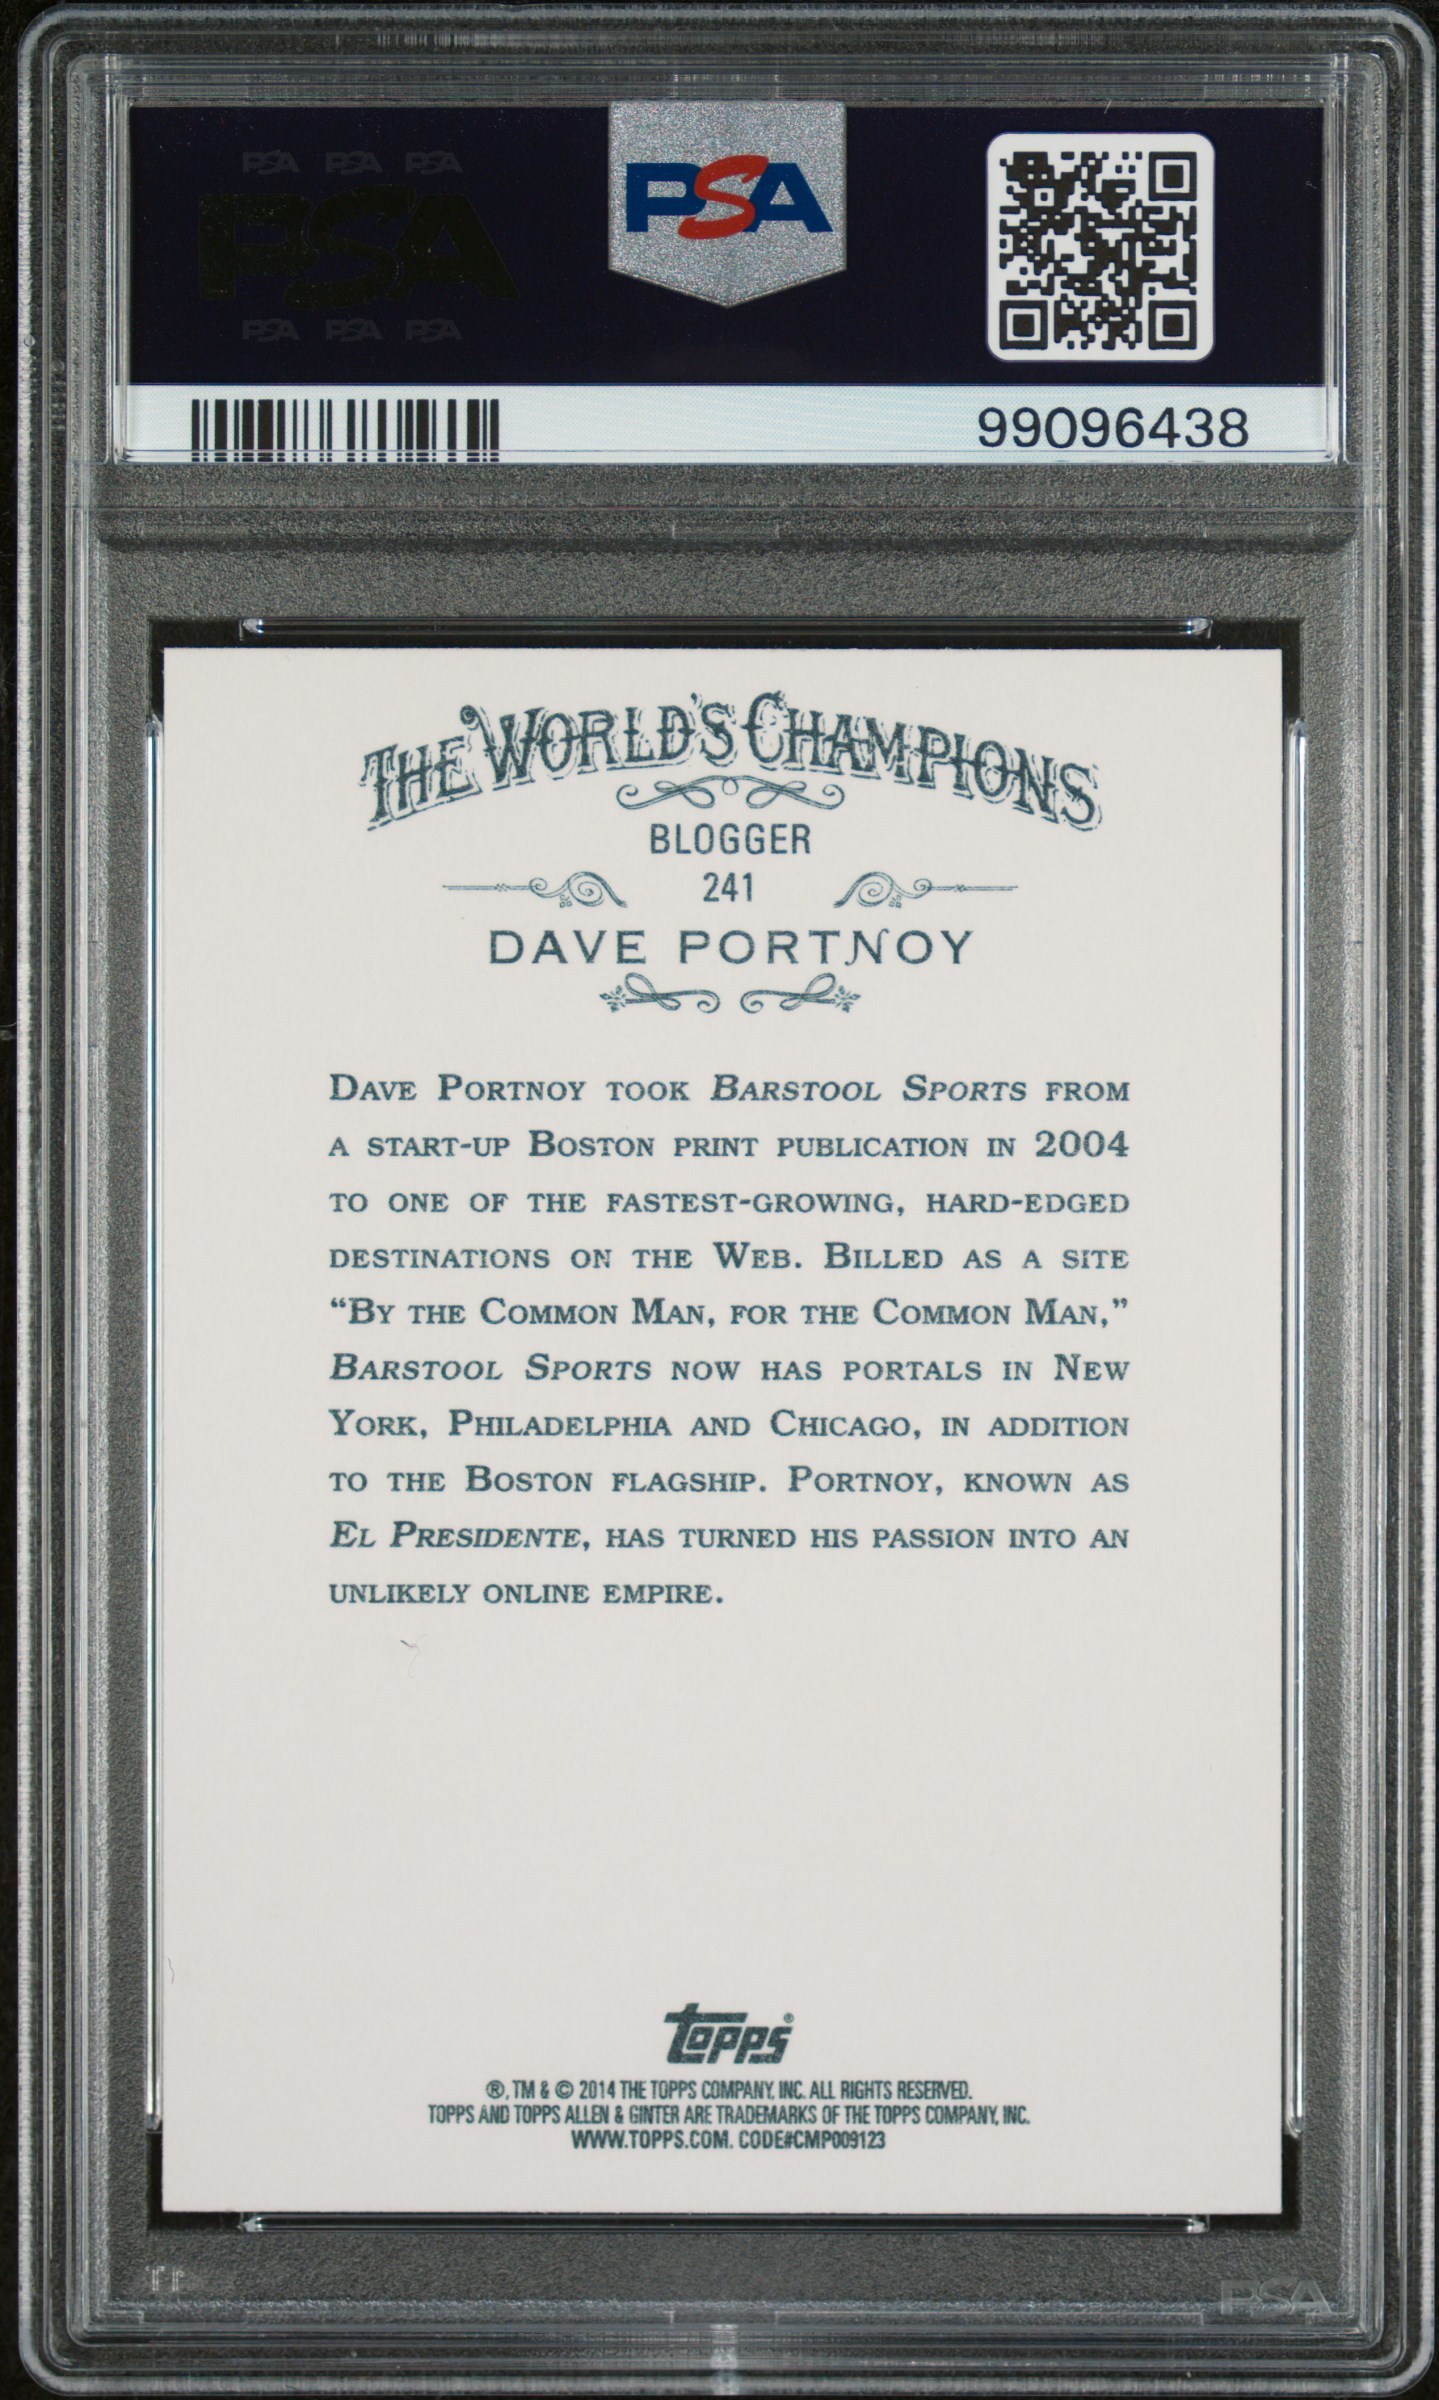 PSA PSA PSA
PSA
PSA PSA PSA
PSA
99096438
THE WORLD'S CHAMPIONS
BLOGGER
241
DAVE PORTNOY
DAVE PORTNOY TOOK BARSTOOL SPORTS FROM
A START-UP BOSTON PRINT PUBLICATION IN 2004
TO ONE OF THE FASTEST-GROWING, HARD-EDGED
DESTINATIONS ON THE WEB. BILLED AS A SITE
“BY THE COMMON MAN, FOR THE COMMON MAN,”
BARSTOOL SPORTS NOW HAS PORTALS IN NEW
YORK, PHILADELPHIA AND CHICAGO, IN ADDITION
TO THE BOSTON FLAGSHIP. PORTNOY, KNOWN AS
EL PRESIDENTE, HAS TURNED HIS PASSION INTO AN
UNLIKELY ONLINE EMPIRE.
Topps®
®, TM & © 2014 THE TOPPS COMPANY, INC. ALL RIGHTS RESERVED.
TOPPS AND TOPPS ALLEN & GINTER ARE TRADEMARKS OF THE TOPPS COMPANY, INC.
WWW.TOPPS.COM. CODE#CMP009123
PSA